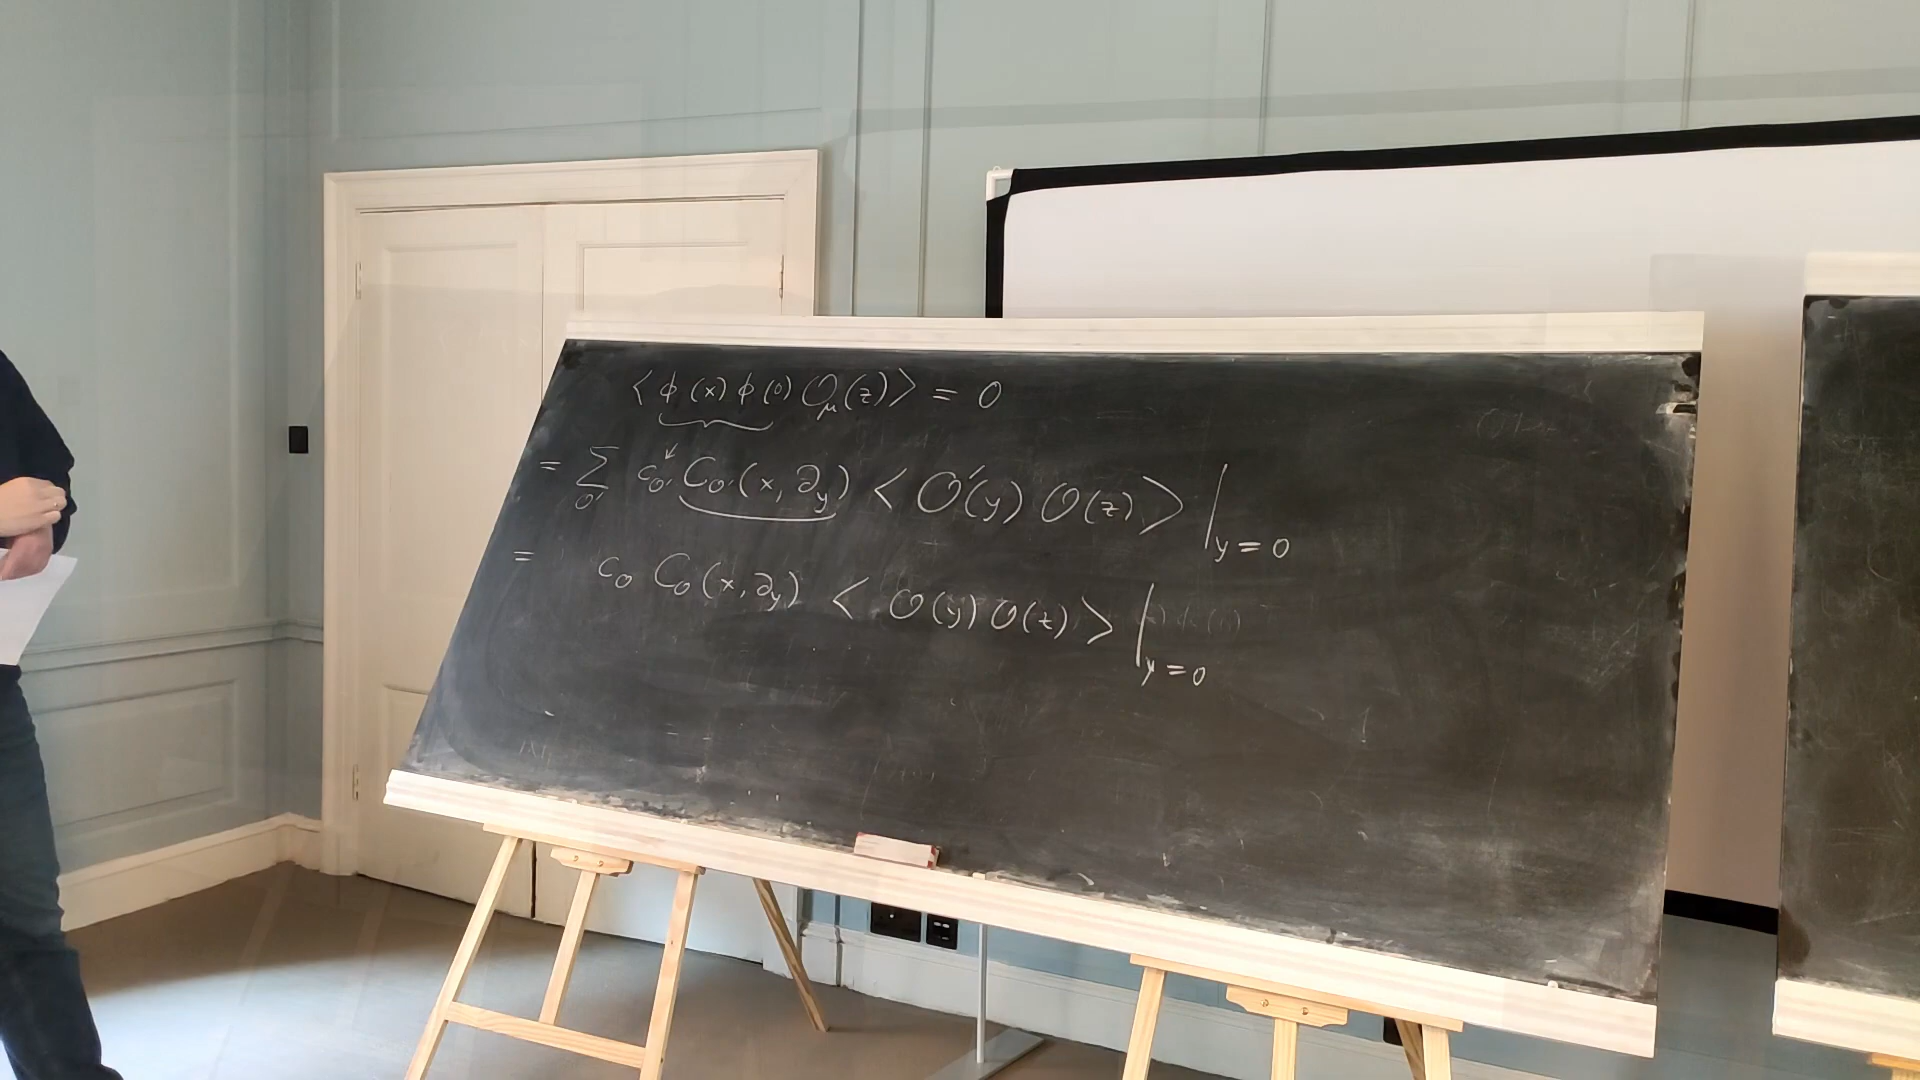 < ϕ(x) ϕ(0) O_μ(z) > = 0
= Σ_{O'} c_{O'} C_{O'}(x, ∂_y) < O'(y) O(z) > |_{y=0}
= c_O C_O(x, ∂_y) < O(y) O(z) > |_{y=0}